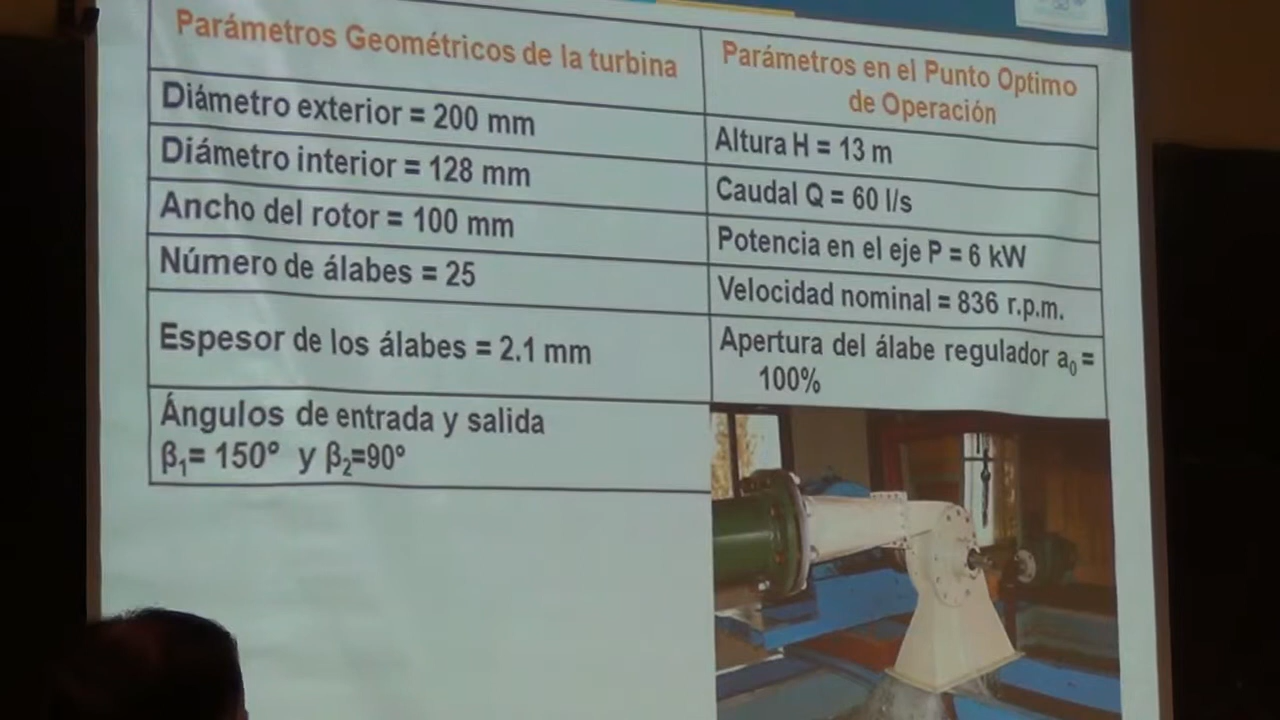 Parámetros Geométricos de la turbina
Diámetro exterior = 200 mm
Diámetro interior = 128 mm
Ancho del rotor = 100 mm
Número de álabes = 25
Espesor de los álabes = 2.1 mm
Ángulos de entrada y salida
β₁= 150º y β₂=90º
Parámetros en el Punto Optimo
de Operación
Altura H = 13 m
Caudal Q = 60 l/s
Potencia en el eje P = 6 kW
Velocidad nominal = 836 r.p.m.
Apertura del álabe regulador a₀ =
100%